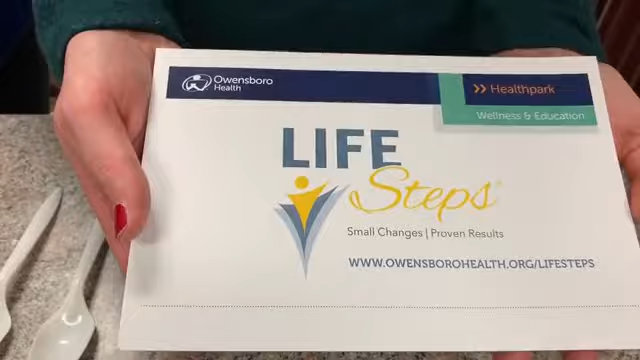 Owensboro
Health
>> Healthpark
Wellness & Education
LIFE
Steps®
Small Changes | Proven Results
WWW.OWENSBOROHEALTH.ORG/LIFESTEPS